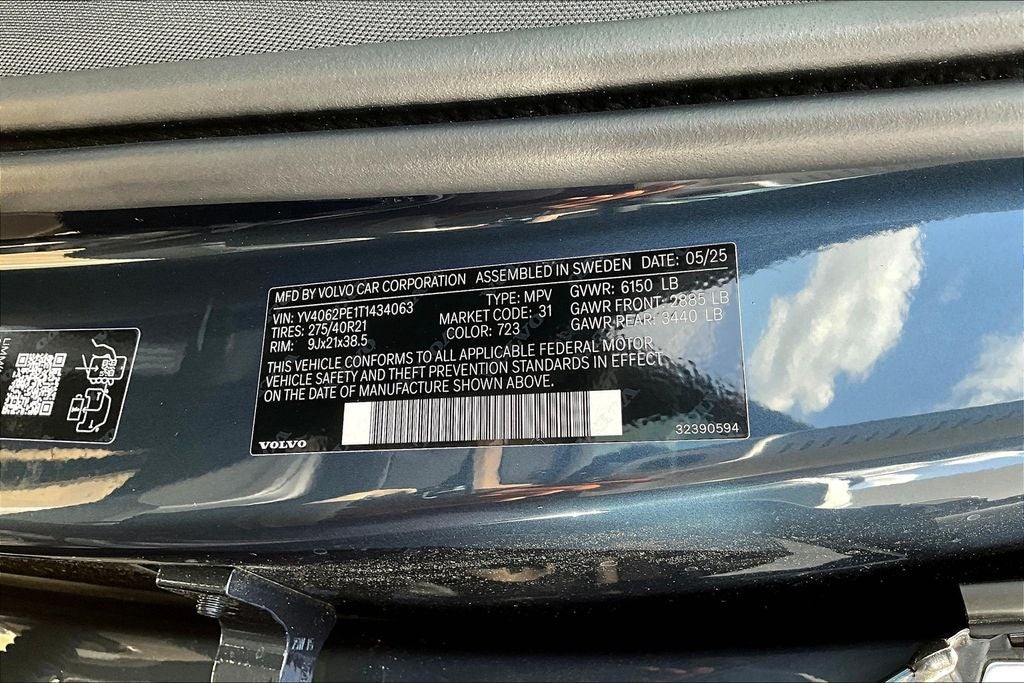 MFD BY VOLVO CAR CORPORATION ASSEMBLED IN SWEDEN DATE: 05/25
VIN: YV4062PE1T1434063 TYPE: MPV GVWR: 6150 LB
TIRES: 275/40R21 MARKET CODE: 31 GAWR FRONT: 2885 LB
RIM: 9Jx21x38.5 COLOR: 723 GAWR REAR: 3440 LB
THIS VEHICLE CONFORMS TO ALL APPLICABLE FEDERAL MOTOR
VEHICLE SAFETY AND THEFT PREVENTION STANDARDS IN EFFECT
ON THE DATE OF MANUFACTURE SHOWN ABOVE.
VOLVO 32390594